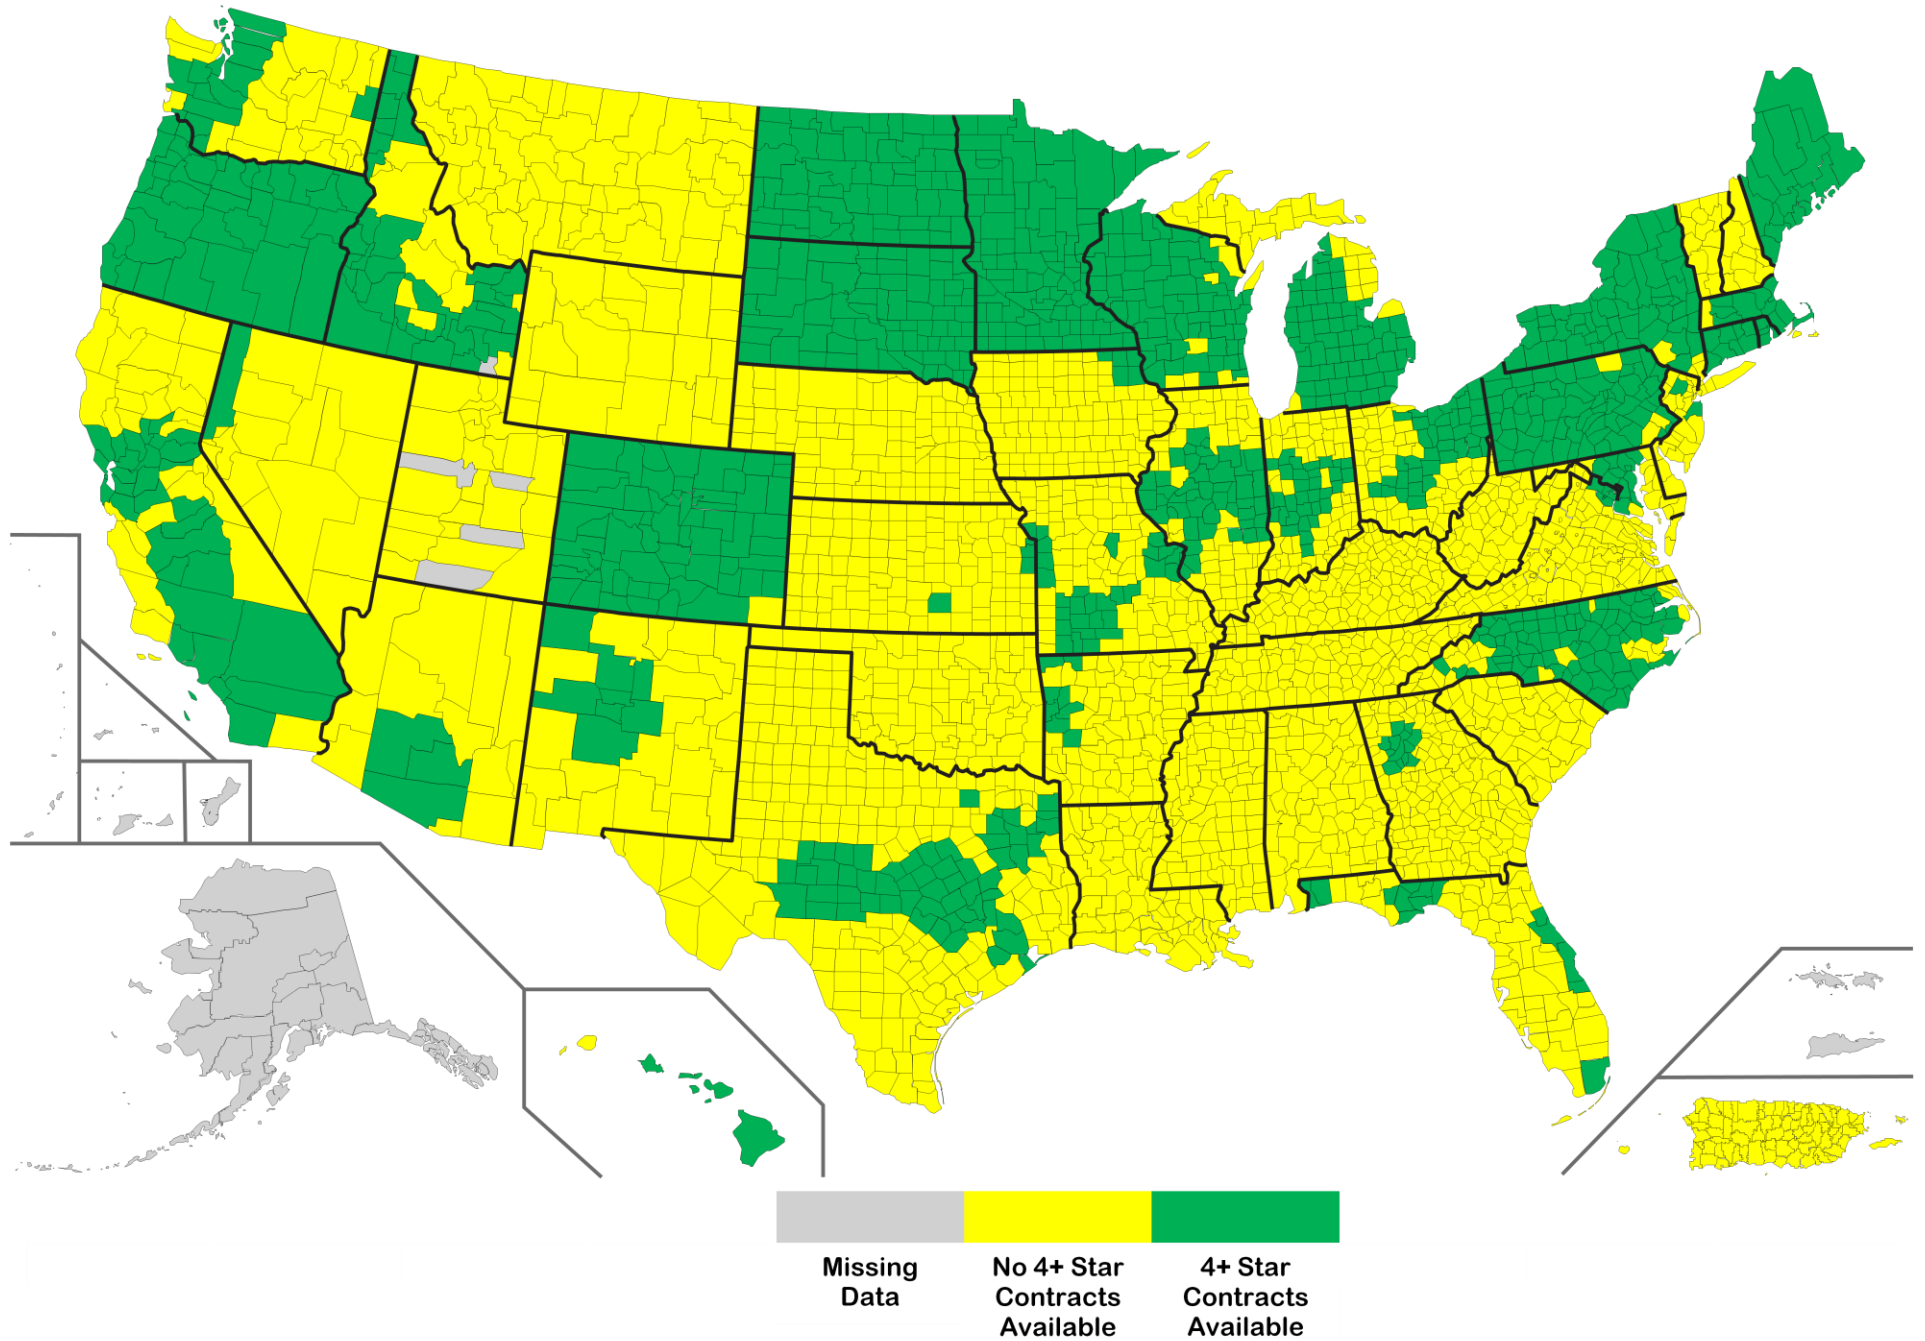 Missing
Data
No 4+ Star
Contracts
Available
4+ Star
Contracts
Available